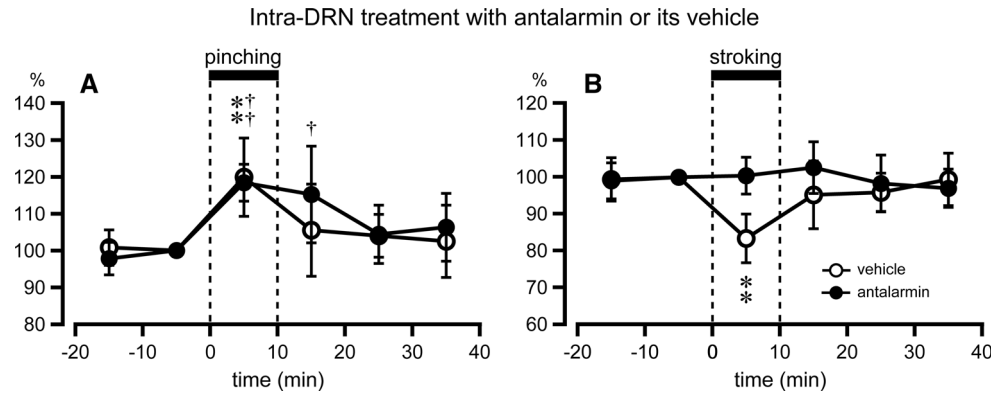 Intra-DRN treatment with antalarmin or its vehicle
pinching
%
A
140
120
110
100
90
80
**††
†
-20 -10 0 10 20 30 40
time (min)
stroking
%
B
120
110
100
90
80
70
60
**
vehicle
antalarmin
-20 -10 0 10 20 30 40
time (min)